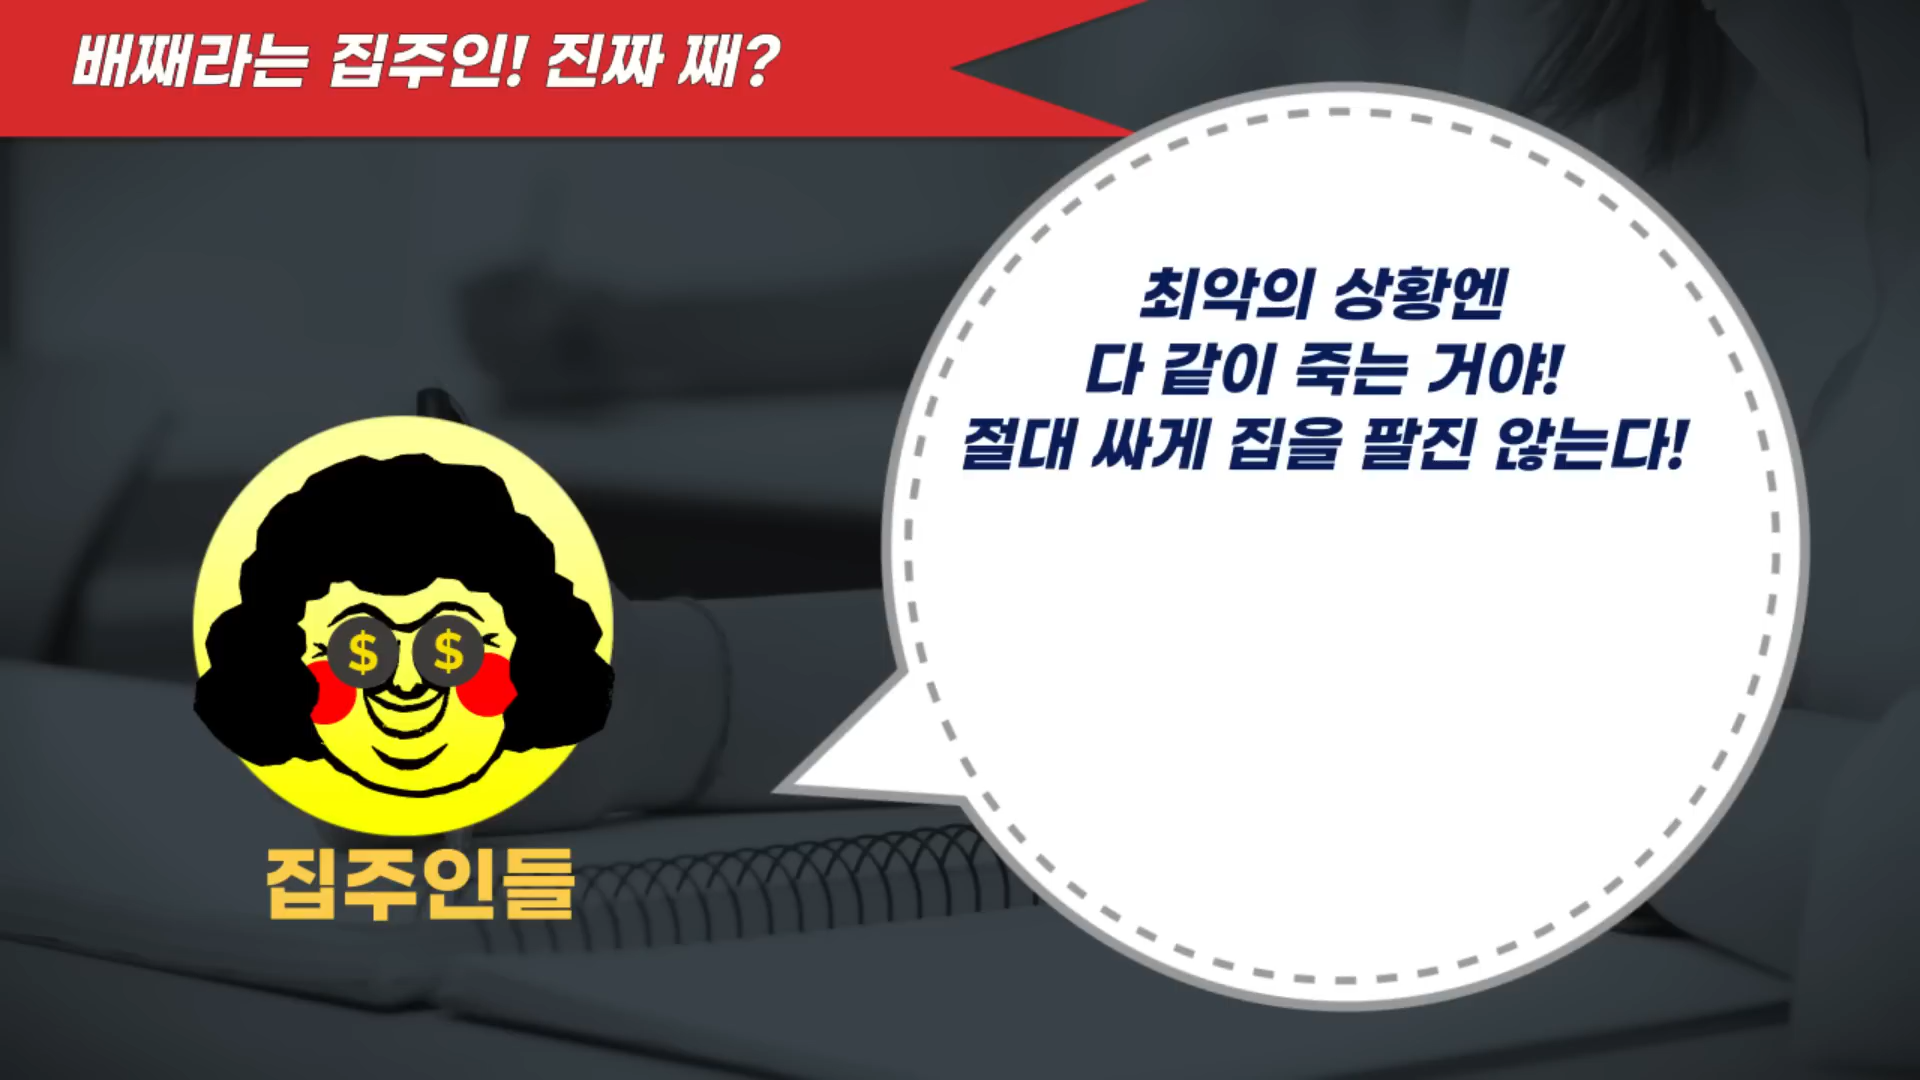 배째라는 집주인! 진짜 째?
최악의 상황엔
다 같이 죽는 거야!
절대 싸게 집을 팔진 않는다!
$ $
집주인들